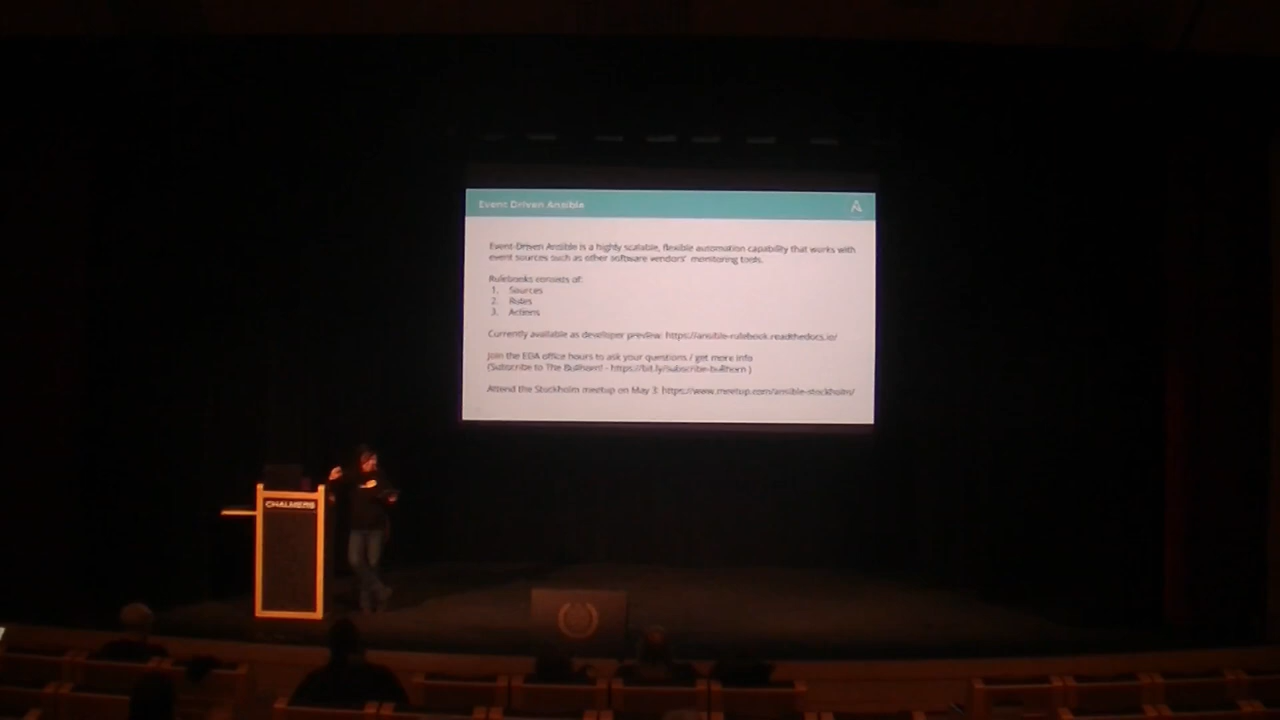 Event Driven Ansible
Event-Driven Ansible is a highly scalable, flexible automation capability that works with
event sources such as other software vendors' monitoring tools.
Rulebooks consists of:
1. Sources
2. Rules
3. Actions
Currently available as developer preview: https://ansible-rulebook.readthedocs.io/
Join the EDA office hours to ask your questions / get more info
(Subscribe to The Bullhorn! - https://bit.ly/subscribe-bullhorn )
Attend the Stockholm meetup on May 3: https://www.meetup.com/ansible-stockholm/
CHALMERS